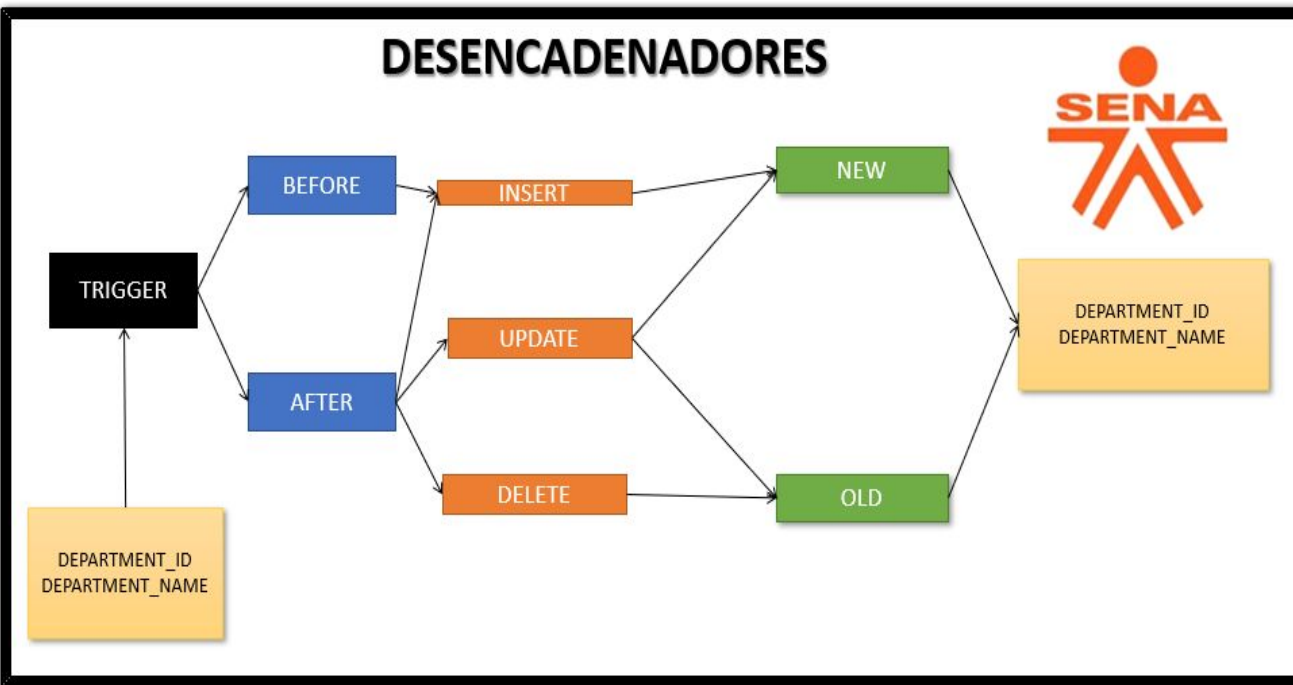 DESENCADENADORES
SENA
BEFORE
INSERT
NEW
TRIGGER
DEPARTMENT_ID
DEPARTMENT_NAME
UPDATE
AFTER
DELETE
OLD
DEPARTMENT_ID
DEPARTMENT_NAME